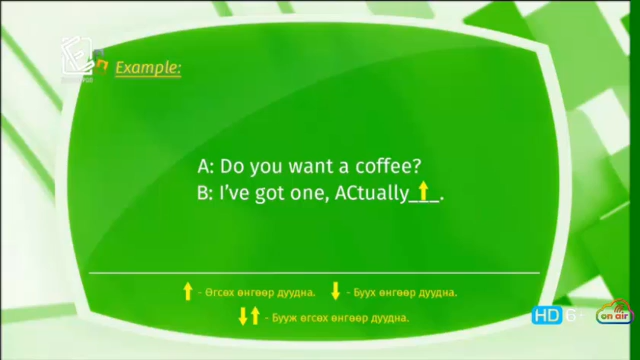 Example:
A: Do you want a coffee?
B: I've got one, ACtually_↑_.
↑ - Өгсөх өнгөөр дуудна. ↓ - Буух өнгөөр дуудна.
↓↑ - Бууж өгсөх өнгөөр дуудна.
HD 6+ on air